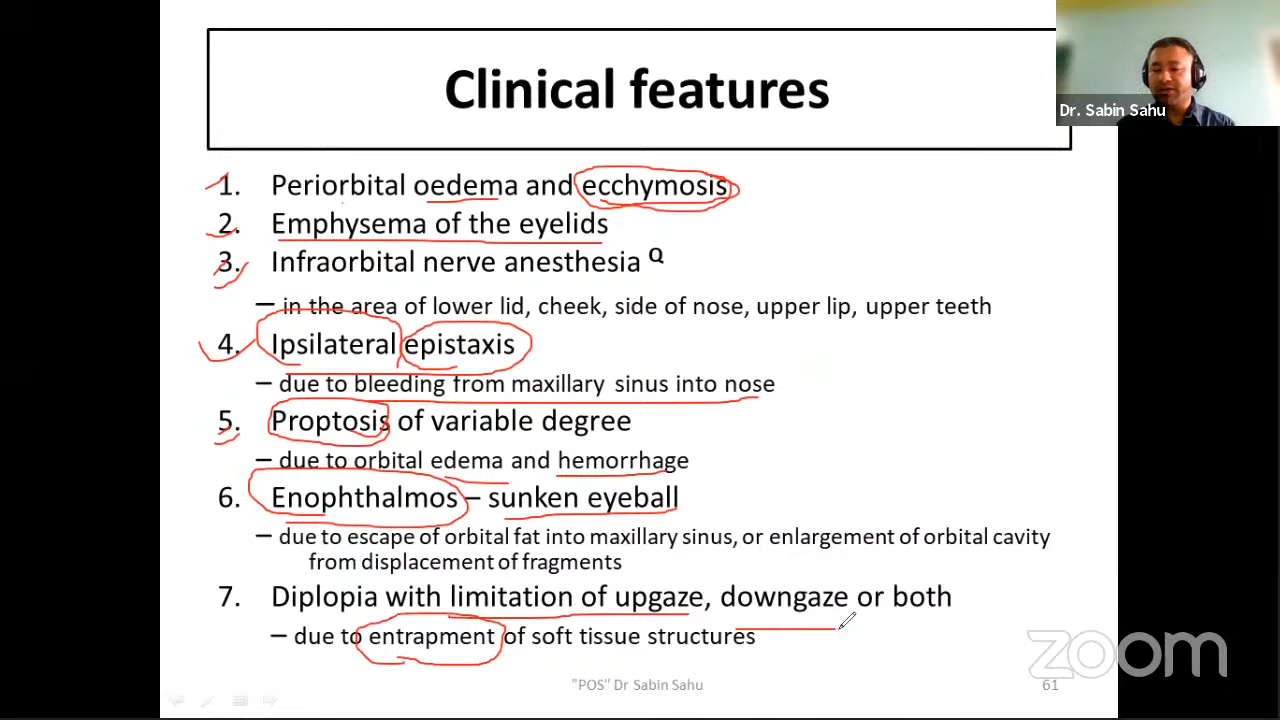 Clinical features
Dr. Sabin Sahu
1. Periorbital oedema and ecchymosis
2. Emphysema of the eyelids
3. Infraorbital nerve anesthesia Q
– in the area of lower lid, cheek, side of nose, upper lip, upper teeth
4. Ipsilateral epistaxis
– due to bleeding from maxillary sinus into nose
5. Proptosis of variable degree
– due to orbital edema and hemorrhage
6. Enophthalmos – sunken eyeball
– due to escape of orbital fat into maxillary sinus, or enlargement of orbital cavity
from displacement of fragments
7. Diplopia with limitation of upgaze, downgaze or both
– due to entrapment of soft tissue structures
zoom
"POS" Dr Sabin Sahu
61